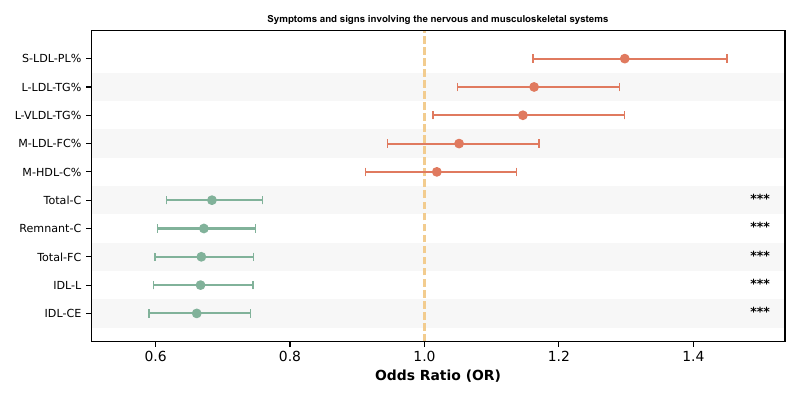 Symptoms and signs involving the nervous and musculoskeletal systems
S-LDL-PL%
L-LDL-TG%
L-VLDL-TG%
M-LDL-FC%
M-HDL-C%
Total-C ***
Remnant-C ***
Total-FC ***
IDL-L ***
IDL-CE ***
0.6 0.8 1.0 1.2 1.4
Odds Ratio (OR)